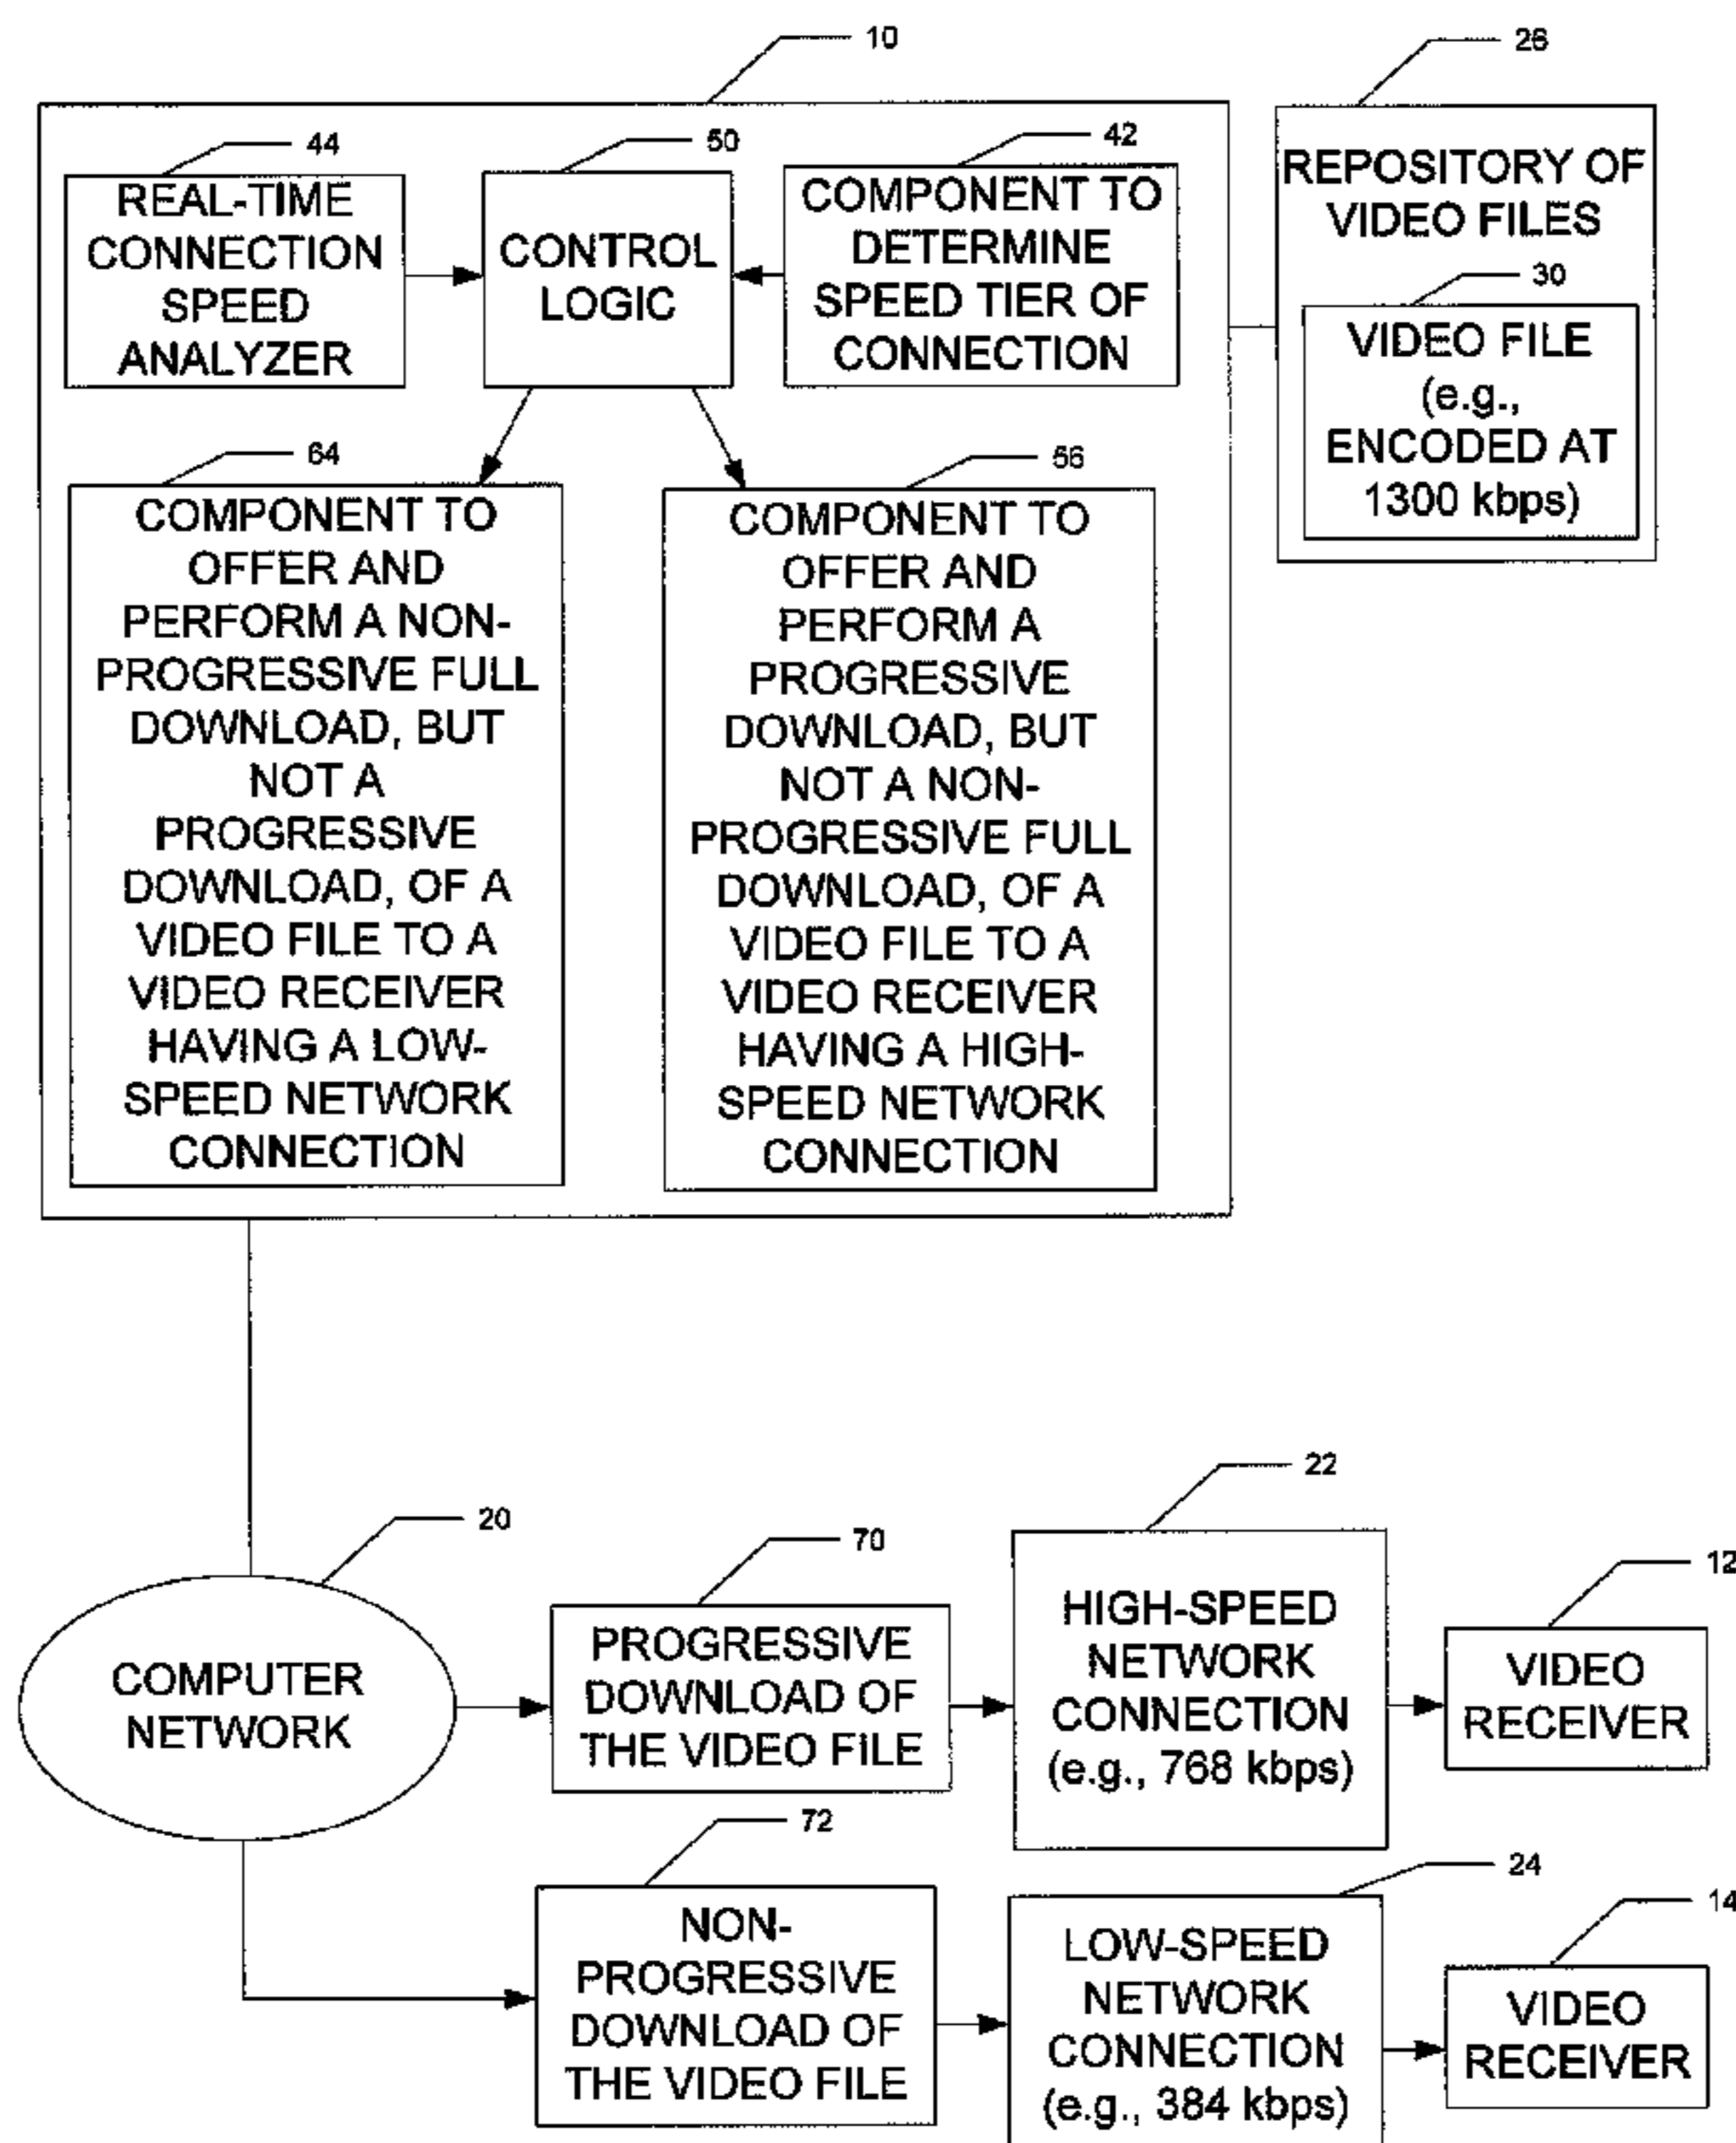 10
26
44
50
42
REAL-TIME
CONNECTION
SPEED
ANALYZER
CONTROL
LOGIC
COMPONENT TO
DETERMINE
SPEED TIER OF
CONNECTION
REPOSITORY OF
VIDEO FILES
30
VIDEO FILE
(e.g.,
ENCODED AT
1300 kbps)
64
COMPONENT TO
OFFER AND
PERFORM A NON-
PROGRESSIVE FULL
DOWNLOAD, BUT
NOT A
PROGRESSIVE
DOWNLOAD, OF A
VIDEO FILE TO A
VIDEO RECEIVER
HAVING A LOW-
SPEED NETWORK
CONNECTION
56
COMPONENT TO
OFFER AND
PERFORM A
PROGRESSIVE
DOWNLOAD, BUT
NOT A NON-
PROGRESSIVE FULL
DOWNLOAD, OF A
VIDEO FILE TO A
VIDEO RECEIVER
HAVING A HIGH-
SPEED NETWORK
CONNECTION
20
COMPUTER
NETWORK
70
PROGRESSIVE
DOWNLOAD OF
THE VIDEO FILE
22
HIGH-SPEED
NETWORK
CONNECTION
(e.g., 768 kbps)
12
VIDEO
RECEIVER
72
NON-
PROGRESSIVE
DOWNLOAD OF
THE VIDEO FILE
24
LOW-SPEED
NETWORK
CONNECTION
(e.g., 384 kbps)
14
VIDEO
RECEIVER